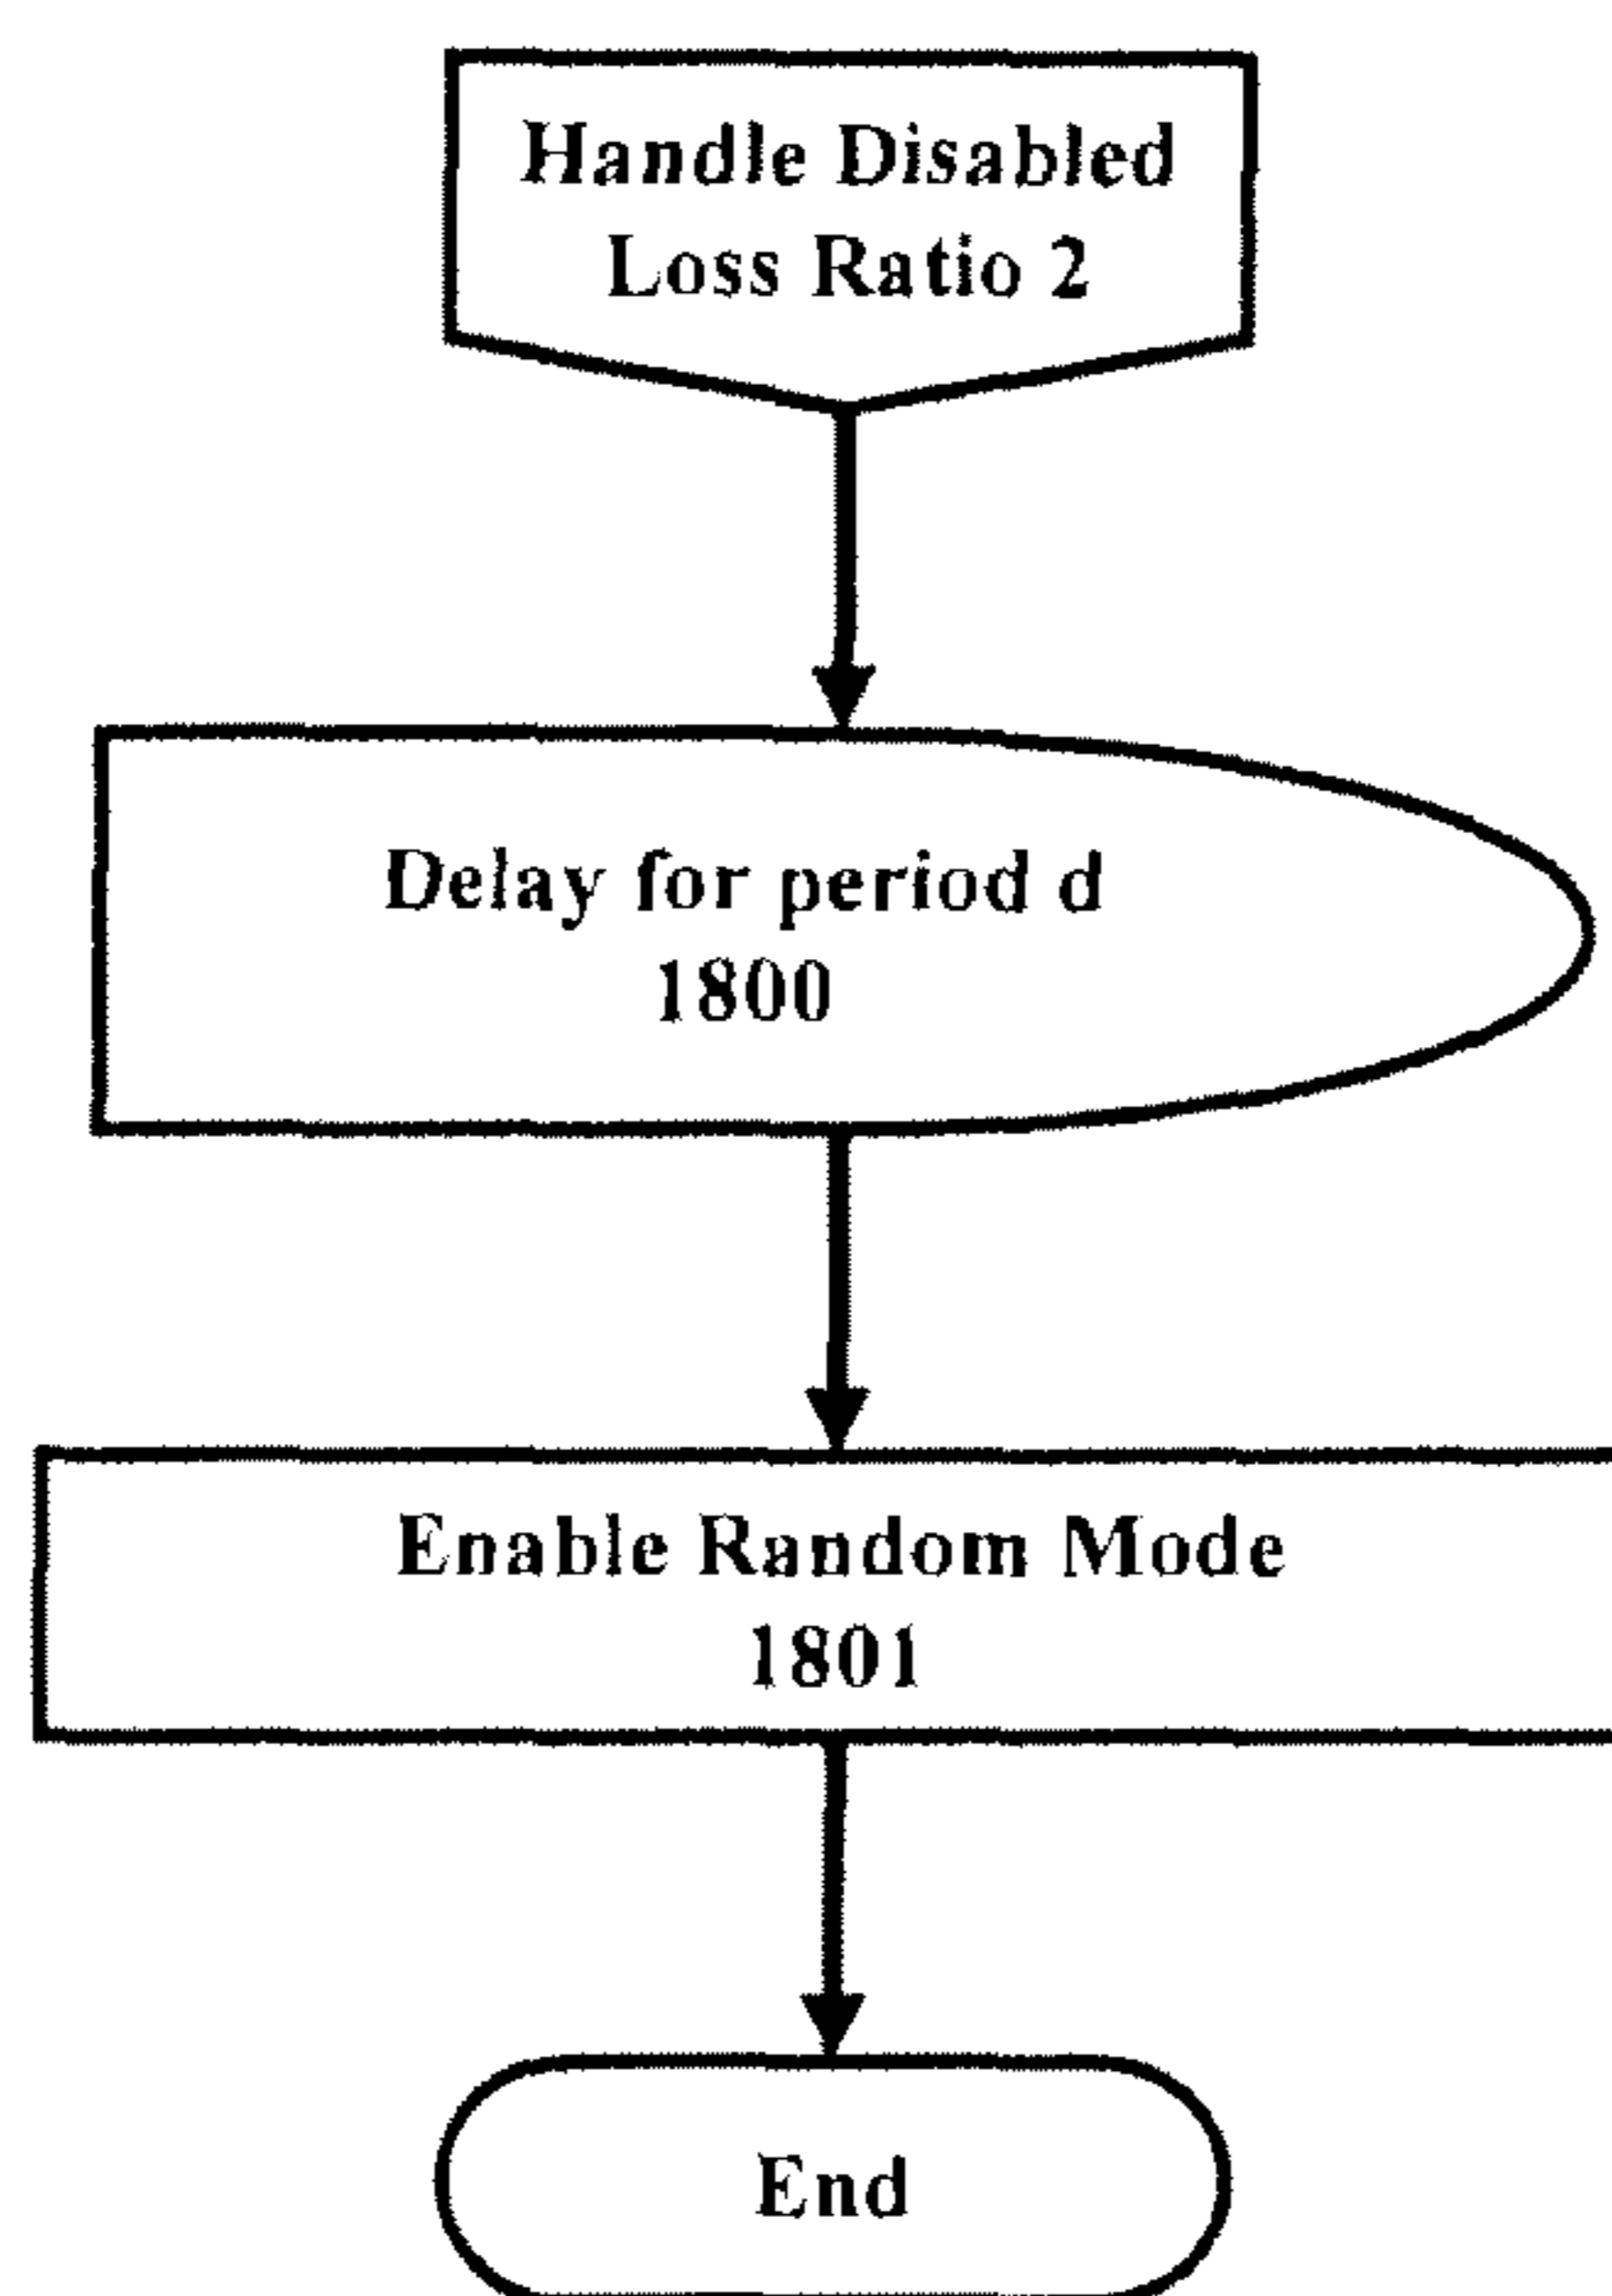 Handle Disabled
Loss Ratio 2
Delay for period d
1800
Enable Random Mode
1801
End